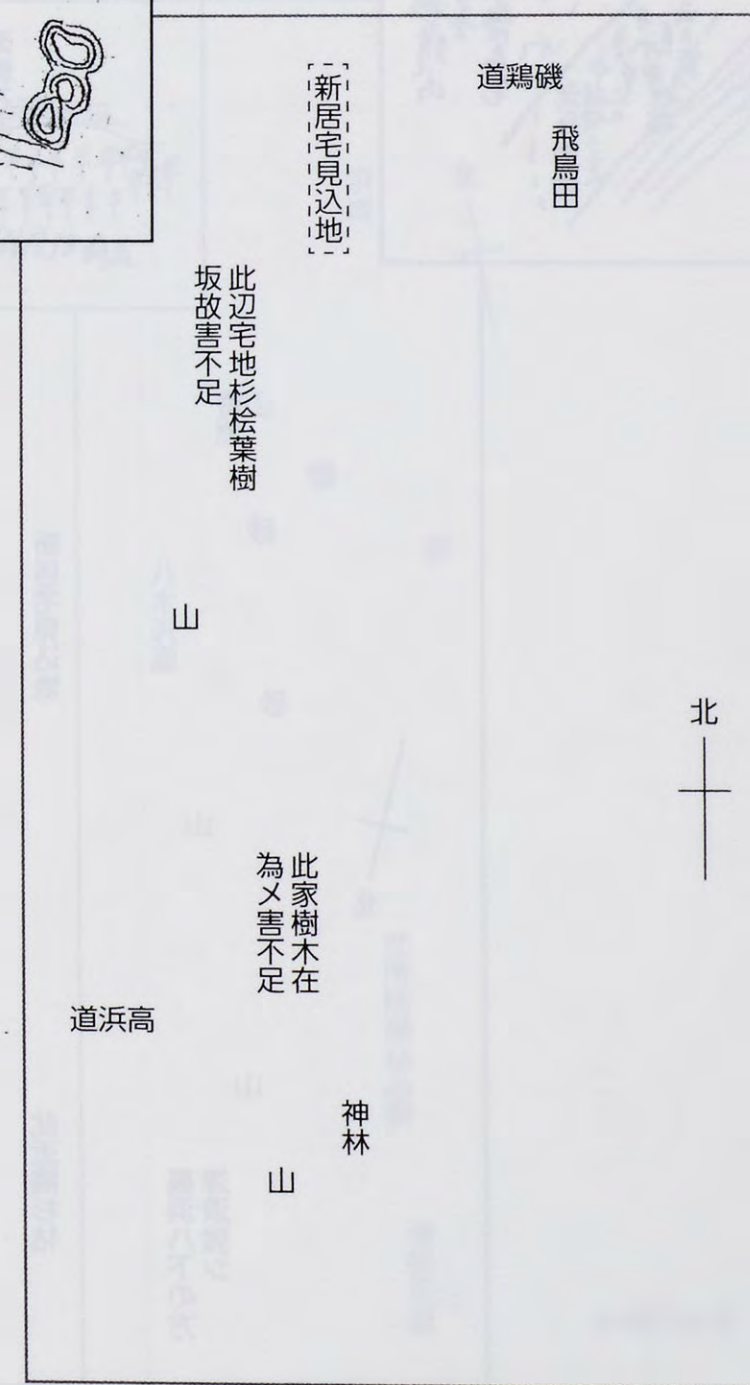 道鶏磯
飛鳥田
新居宅見込地
此辺宅地杉桧葉樹
坂故害不足
山
北
此家樹木在
為メ害不足
道浜高
神林
山